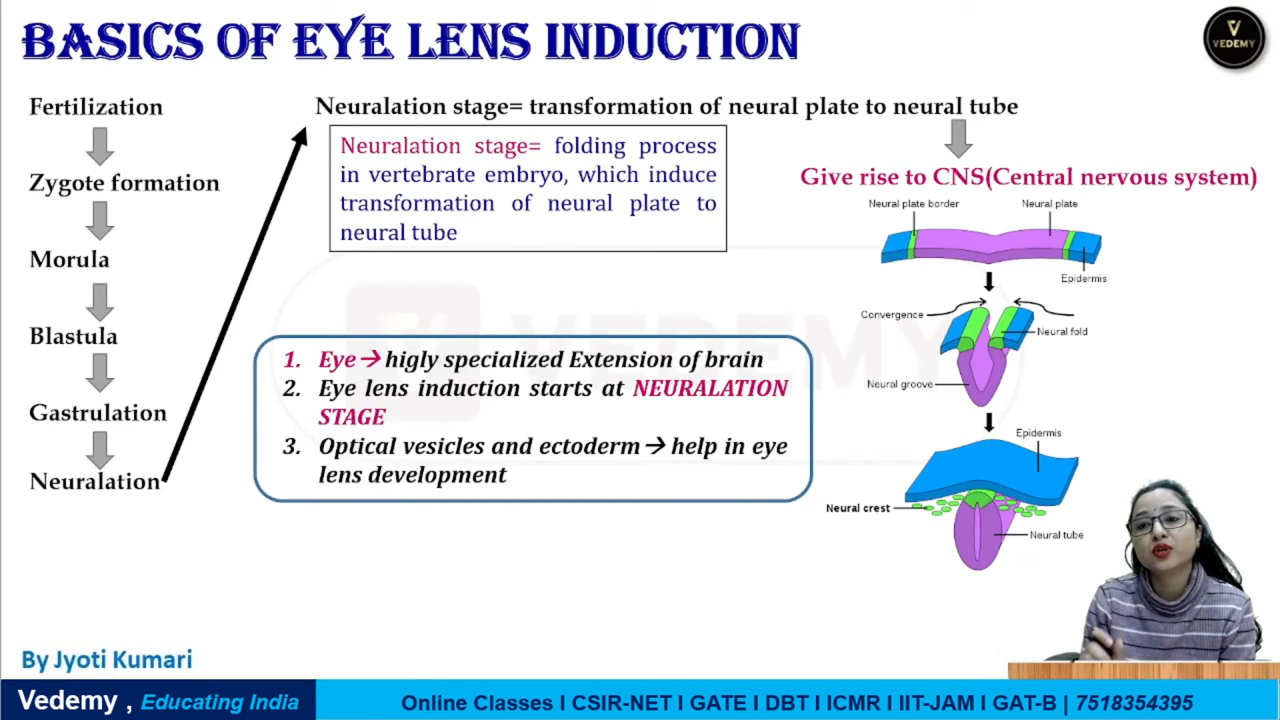 BASICS OF EYE LENS INDUCTION
V
VEDEMY
Fertilization
Zygote formation
Morula
Blastula
Gastrulation
Neuralation
Neuralation stage= transformation of neural plate to neural tube
Neuralation stage= folding process
in vertebrate embryo, which induce
transformation of neural plate to
neural tube
Give rise to CNS(Central nervous system)
Neural plate border
Neural plate
Epidermis
Convergence
Neural fold
Neural groove
Epidermis
Neural crest
Neural tube
VEDEMY
1. Eye→ higly specialized Extension of brain
2. Eye lens induction starts at NEURALATION
STAGE
3. Optical vesicles and ectoderm→ help in eye
lens development
By Jyoti Kumari
Vedemy , Educating India
Online Classes I CSIR-NET I GATE I DBT I ICMR I IIT-JAM I GAT-B | 7518354395